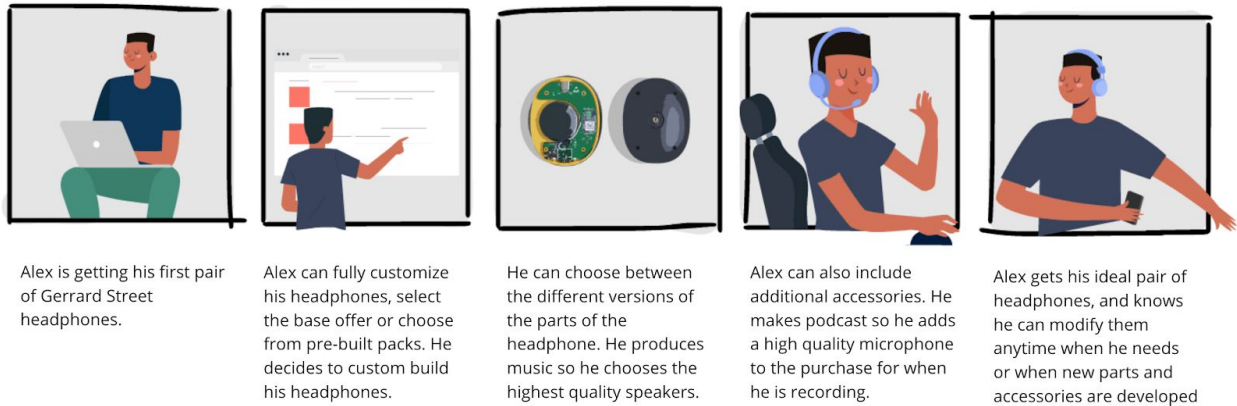 Alex is getting his first pair
of Gerrard Street
headphones.
Alex can fully customize
his headphones, select
the base offer or choose
from pre-built packs. He
decides to custom build
his headphones.
He can choose between
the different versions of
the parts of the
headphone. He produces
music so he chooses the
highest quality speakers.
Alex can also include
additional accessories. He
makes podcast so he adds
a high quality microphone
to the purchase for when
he is recording.
Alex gets his ideal pair of
headphones, and knows
he can modify them
anytime when he needs
or when new parts and
accessories are developed